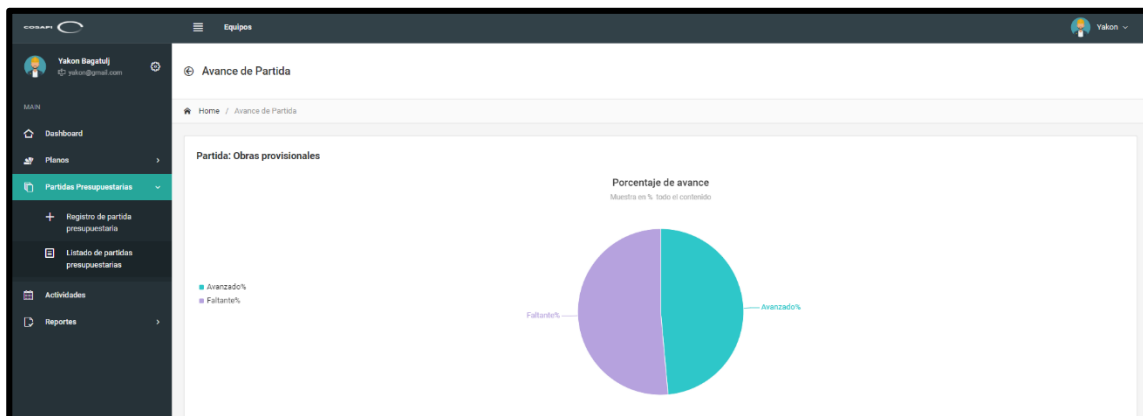 COSAPI
Equipos
Yakon
Yakon Bagatulj
yakon@gmail.com
Avance de Partida
MAIN
Home / Avance de Partida
Dashboard
Planos
Partidas Presupuestarias
Registro de partida
presupuestaria
Listado de partidas
presupuestarias
Actividades
Reportes
Partida: Obras provisionales
Porcentaje de avance
Muestra en % todo el contenido
Avanzado%
Faltante%
Faltante%
Avanzado%